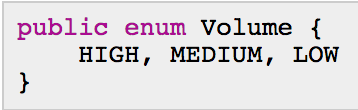 public enum Volume {
    HIGH, MEDIUM, LOW
}